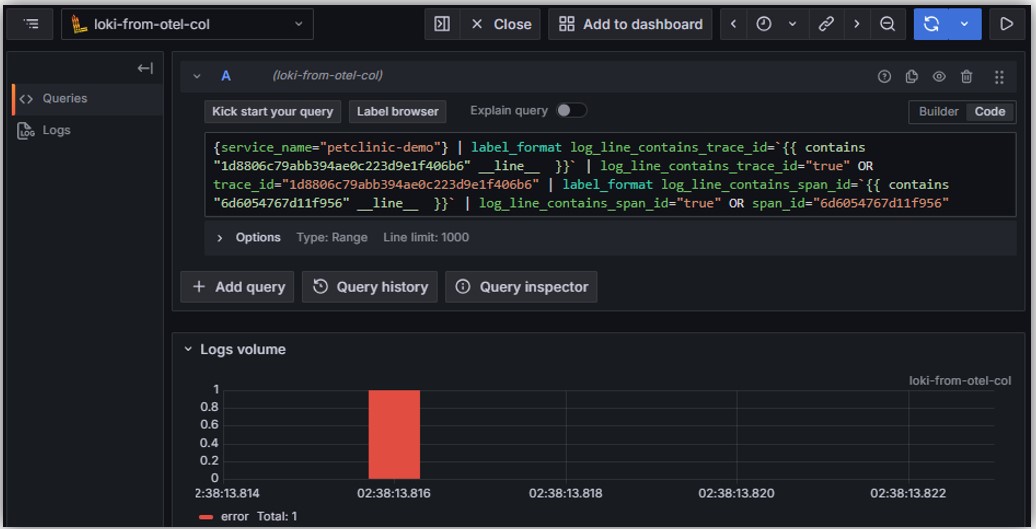 loki-from-otel-col
Close
Add to dashboard
Queries
LOG Logs
A (loki-from-otel-col)
Kick start your query Label browser Explain query Builder Code
{service_name="petclinic-demo"} | label_format log_line_contains_trace_id=`{{ contains
"1d8806c79abb394ae0c223d9e1f406b6" __line__  }}` | log_line_contains_trace_id="true" OR
trace_id="1d8806c79abb394ae0c223d9e1f406b6" | label_format log_line_contains_span_id=`{{ contains
"6d6054767d11f956" __line__  }}` | log_line_contains_span_id="true" OR span_id="6d6054767d11f956"
Options Type: Range Line limit: 1000
+ Add query Query history Query inspector
Logs volume
loki-from-otel-col
1
0.8
0.6
0.4
0.2
0
2:38:13.814 02:38:13.816 02:38:13.818 02:38:13.820 02:38:13.822
error Total: 1